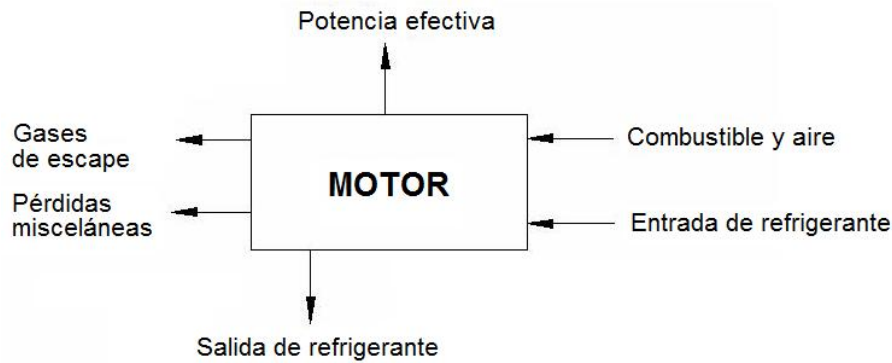 Potencia efectiva
Gases
de escape
Combustible y aire
MOTOR
Pérdidas
misceláneas
Entrada de refrigerante
Salida de refrigerante